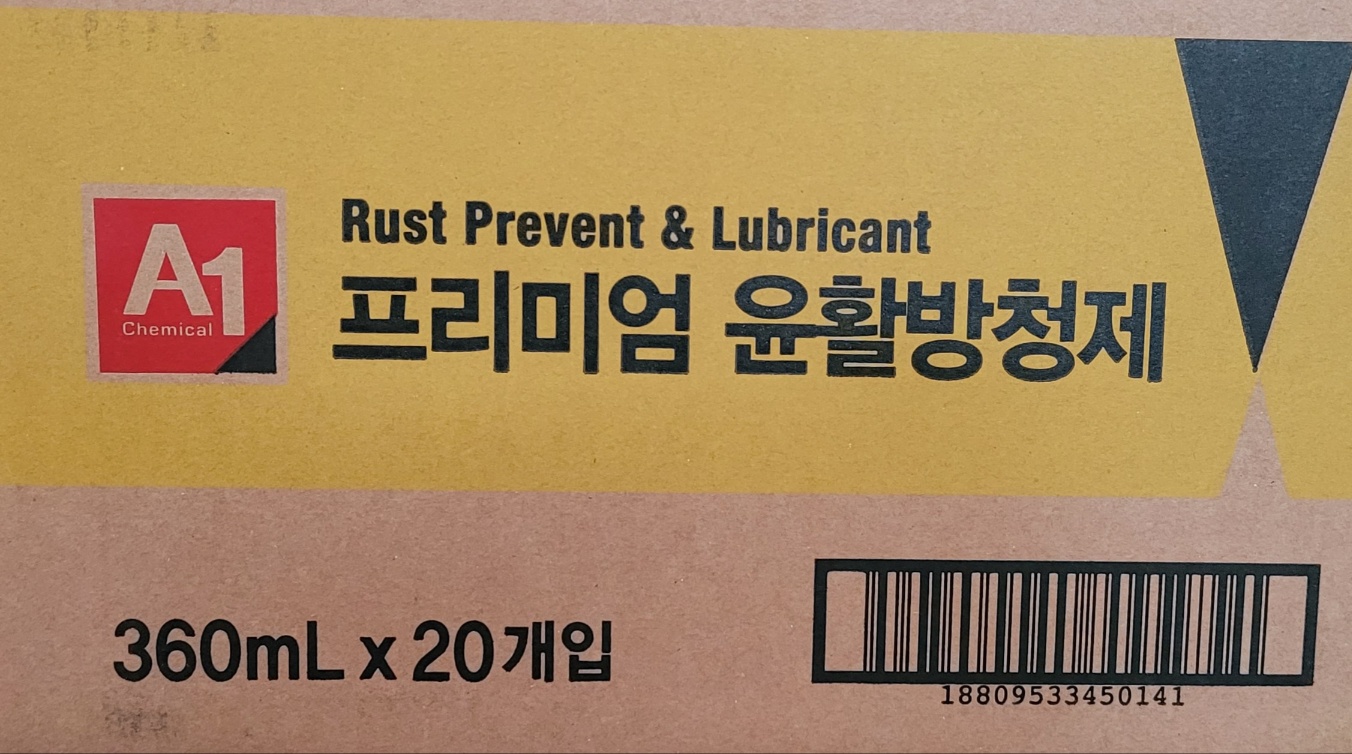 A1
Chemical
Rust Prevent & Lubricant
프리미엄 윤활방청제
360mL x 20개입
18809533450141